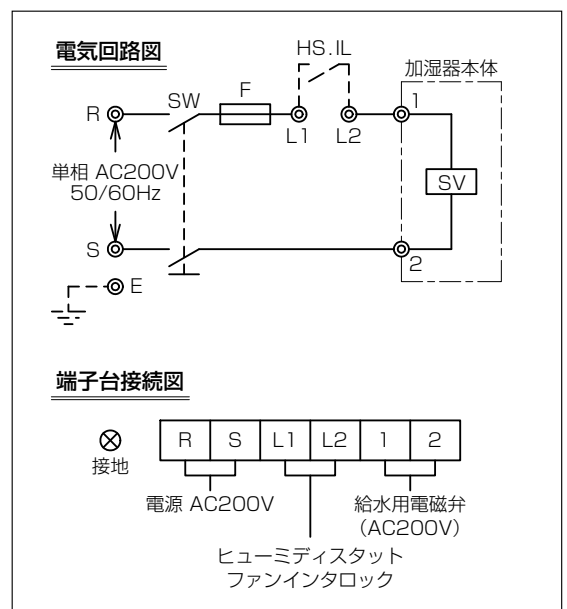 電気回路図
HS.IL
加湿器本体
R
SW
F
L1
L2
1
単相 AC200V
50/60Hz
SV
S
2
E
端子台接続図
接地
R S L1 L2 1 2
電源 AC200V
給水用電磁弁
(AC200V)
ヒューミディスタット
ファンインタロック